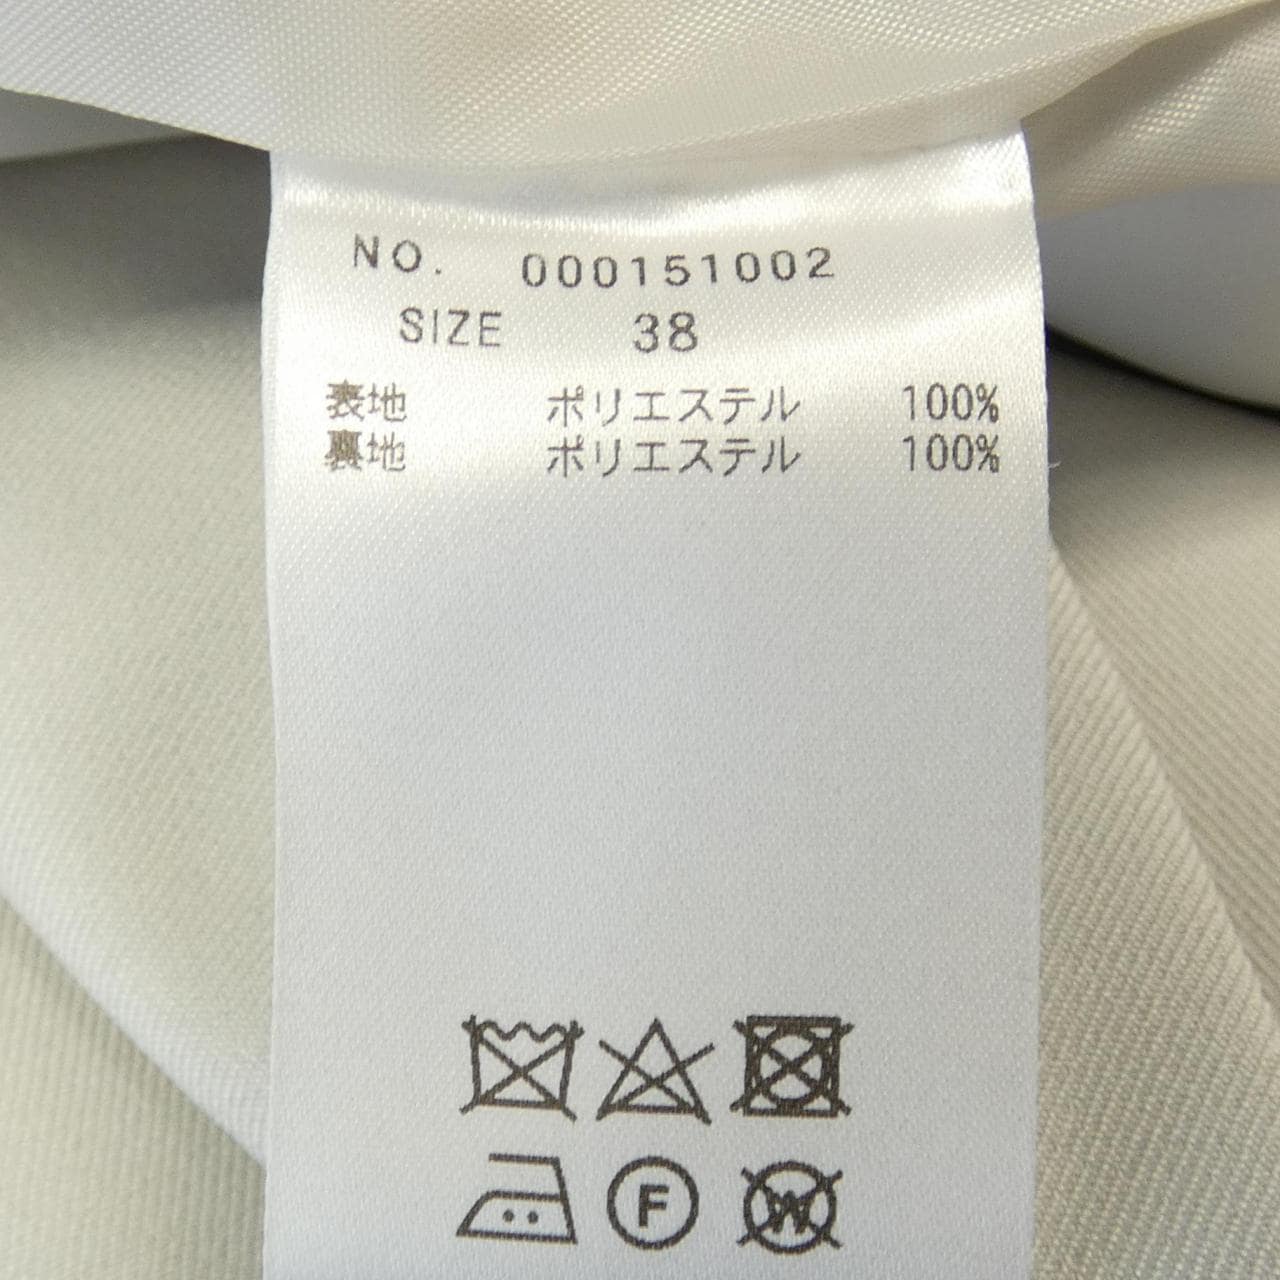 NO. 000151002
SIZE 38
表地 ポリエステル 100%
裏地 ポリエステル 100%
F W